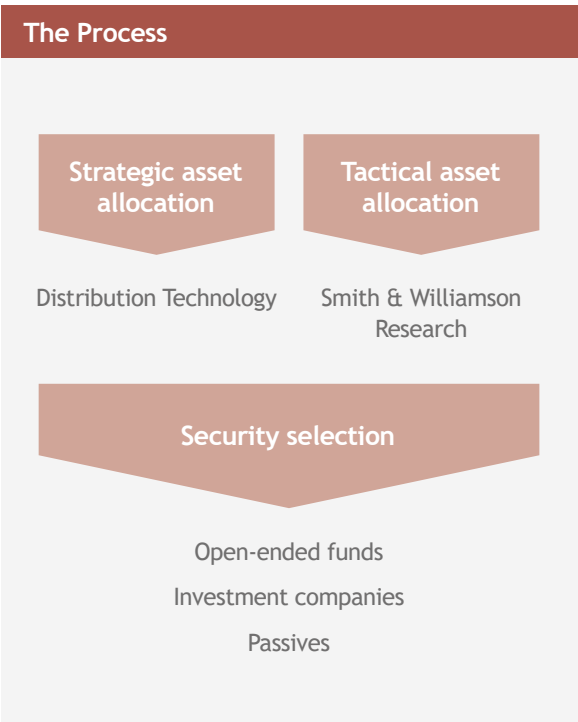 The Process
Strategic asset
allocation
Tactical asset
allocation
Distribution Technology
Smith & Williamson
Research
Security selection
Open-ended funds
Investment companies
Passives